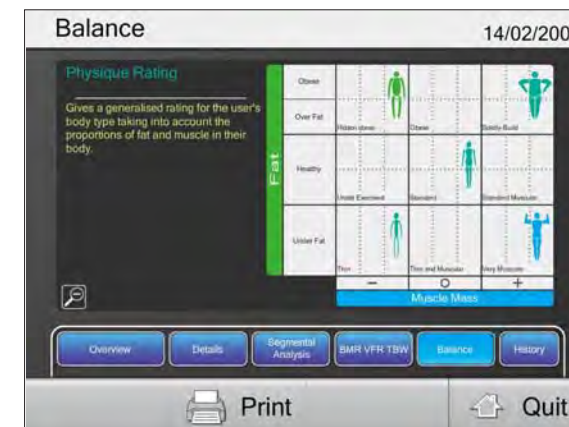 Balance
14/02/200
Physique Rating
Gives a generalised rating for the user's
body type taking into account the
proportions of fat and muscle in their
body.
Fat
Obese
Over Fat
Healthy
Under Fat
Hidden obese
Obese
Solidly Build
Under Exercised
Standard
Standard Muscular
Thin
Thin and Muscular
Very Muscular
- O +
Muscle Mass
Overview
Details
Segmental
Analysis
BMR VFR TBW
Balance
History
Print
Quit